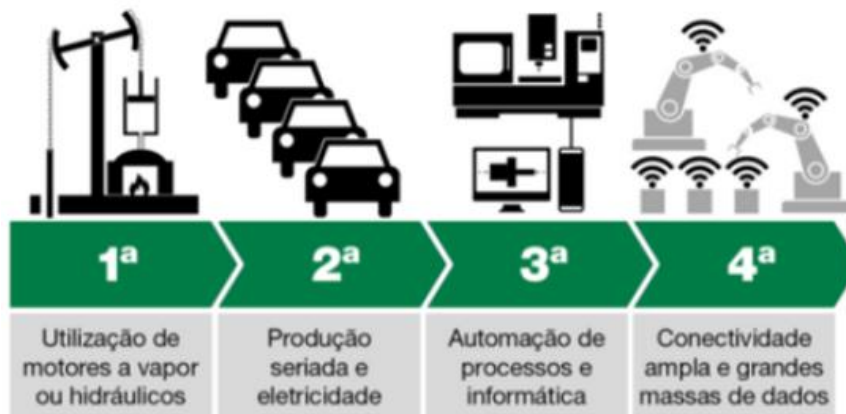 1ª
2ª
3ª
4ª
Utilização de
motores a vapor
ou hidráulicos
Produção
seriada e
eletricidade
Automação de
processos e
informática
Conectividade
ampla e grandes
massas de dados